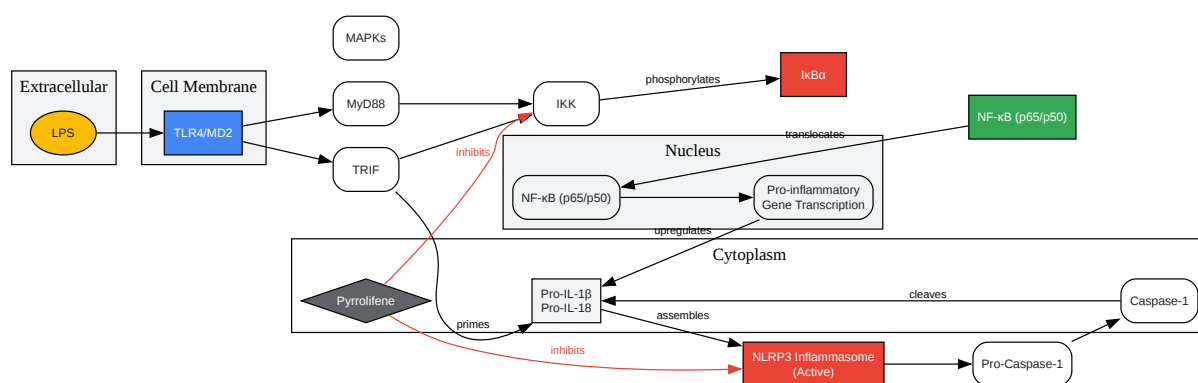 MAPKs
Extracellular
LPS
Cell Membrane
TLR4/MD2
MyD88
TRIF
IKK
phosphorylates
IκBα
NF-κB (p65/p50)
translocates
inhibits
Nucleus
NF-κB (p65/p50)
Pro-inflammatory
Gene Transcription
upregulates
Cytoplasm
Pyrrolifene
Pro-IL-1β
Pro-IL-18
cleaves
Caspase-1
primes
assembles
inhibits
NLRP3 Inflammasome
(Active)
Pro-Caspase-1